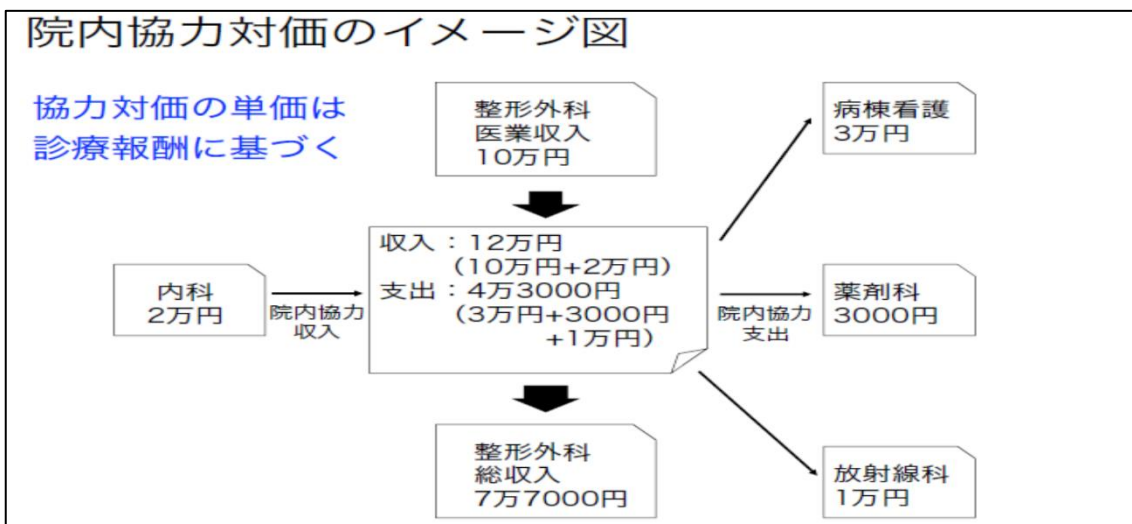 院内協力対価のイメージ図
協力対価の単価は
診療報酬に基づく
整形外科
医業収入
10万円
病棟看護
3万円
内科
2万円
院内協力
収入
収入：12万円
（10万円+2万円）
支出：4万3000円
（3万円+3000円
+1万円）
院内協力
支出
薬剤科
3000円
整形外科
総収入
7万7000円
放射線科
1万円